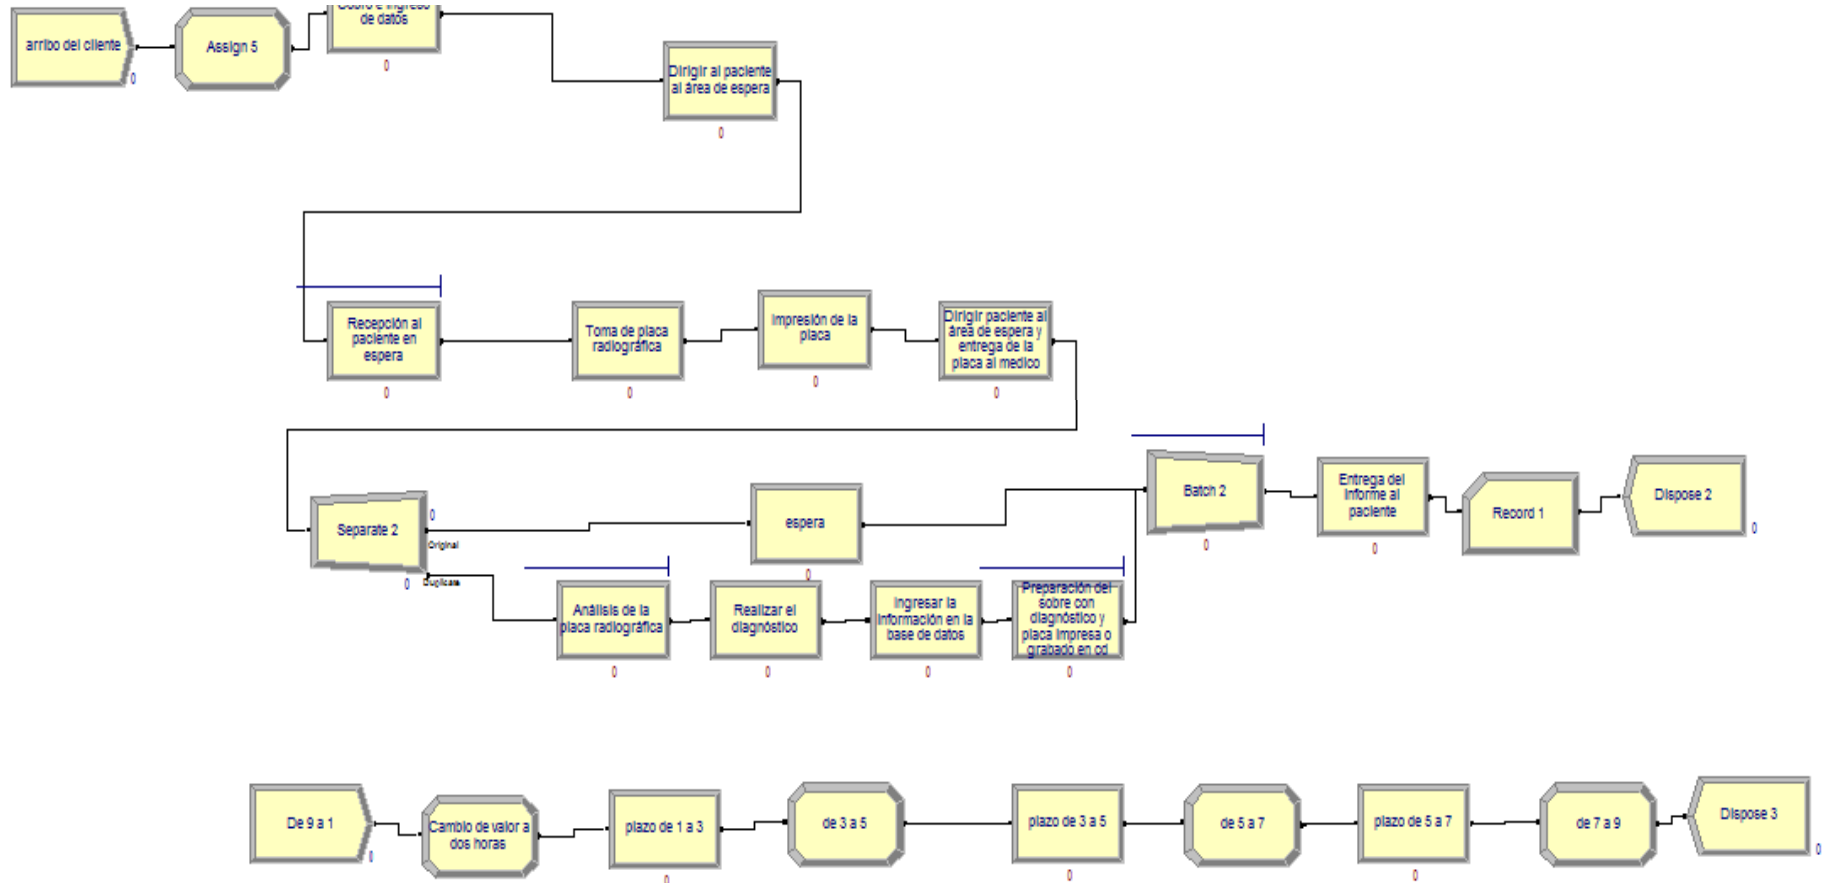 arribo del cliente
0
Assign 5
Cobro e ingreso
de datos
0
Dirigir al paciente
al área de espera
0
Recepción al
paciente en
espera
0
Toma de placa
radiográfica
0
Impresión de la
placa
0
Dirigir paciente al
área de espera y
entrega de la
placa al medico
0
Separate 2
0
Original
0
Duplicate
espera
0
Análisis de la
placa radiográfica
0
Realizar el
diagnóstico
0
Ingresar la
información en la
base de datos
0
Preparación del
sobre con
diagnóstico y
placa impresa o
grabado en cd
0
Batch 2
0
Entrega del
informe al
paciente
0
Record 1
Dispose 2
0
De 9 a 1
0
Cambio de valor a
dos horas
plazo de 1 a 3
0
de 3 a 5
plazo de 3 a 5
0
de 5 a 7
plazo de 5 a 7
0
de 7 a 9
Dispose 3
0